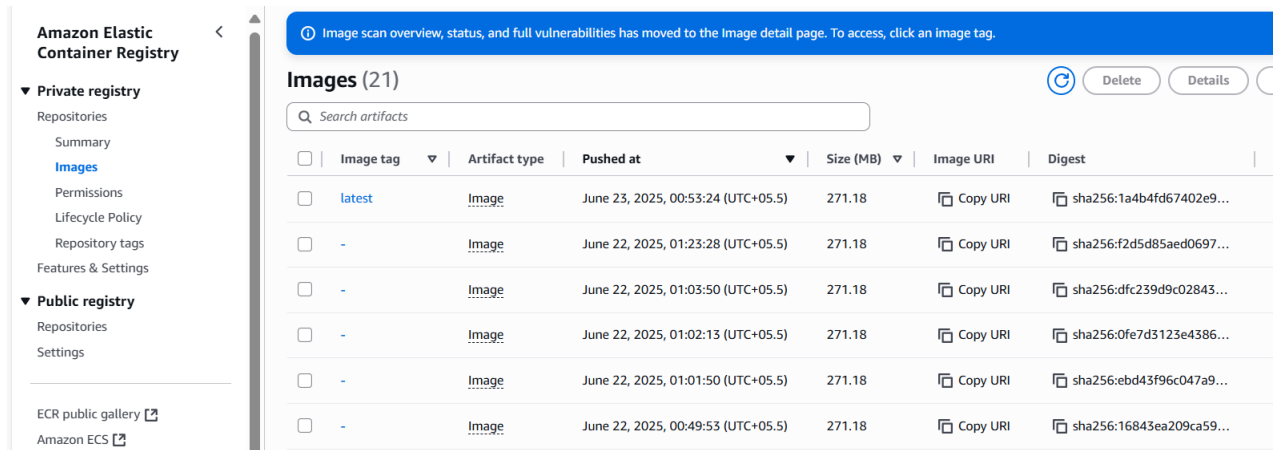 Amazon Elastic
Container Registry
Private registry
Repositories
Summary
Images
Permissions
Lifecycle Policy
Repository tags
Features & Settings
Public registry
Repositories
Settings
ECR public gallery
Amazon ECS
Image scan overview, status, and full vulnerabilities has moved to the Image detail page. To access, click an image tag.
Images (21)
Delete
Details
Search artifacts
Image tag Artifact type Pushed at Size (MB) Image URI Digest
latest Image June 23, 2025, 00:53:24 (UTC+05.5) 271.18 Copy URI sha256:1a4b4fd67402e9...
- Image June 22, 2025, 01:23:28 (UTC+05.5) 271.18 Copy URI sha256:f2d5d85aed0697...
- Image June 22, 2025, 01:03:50 (UTC+05.5) 271.18 Copy URI sha256:dfc239d9c02843...
- Image June 22, 2025, 01:02:13 (UTC+05.5) 271.18 Copy URI sha256:0fe7d3123e4386...
- Image June 22, 2025, 01:01:50 (UTC+05.5) 271.18 Copy URI sha256:ebd43f96c047a9...
- Image June 22, 2025, 00:49:53 (UTC+05.5) 271.18 Copy URI sha256:16843ea209ca59...